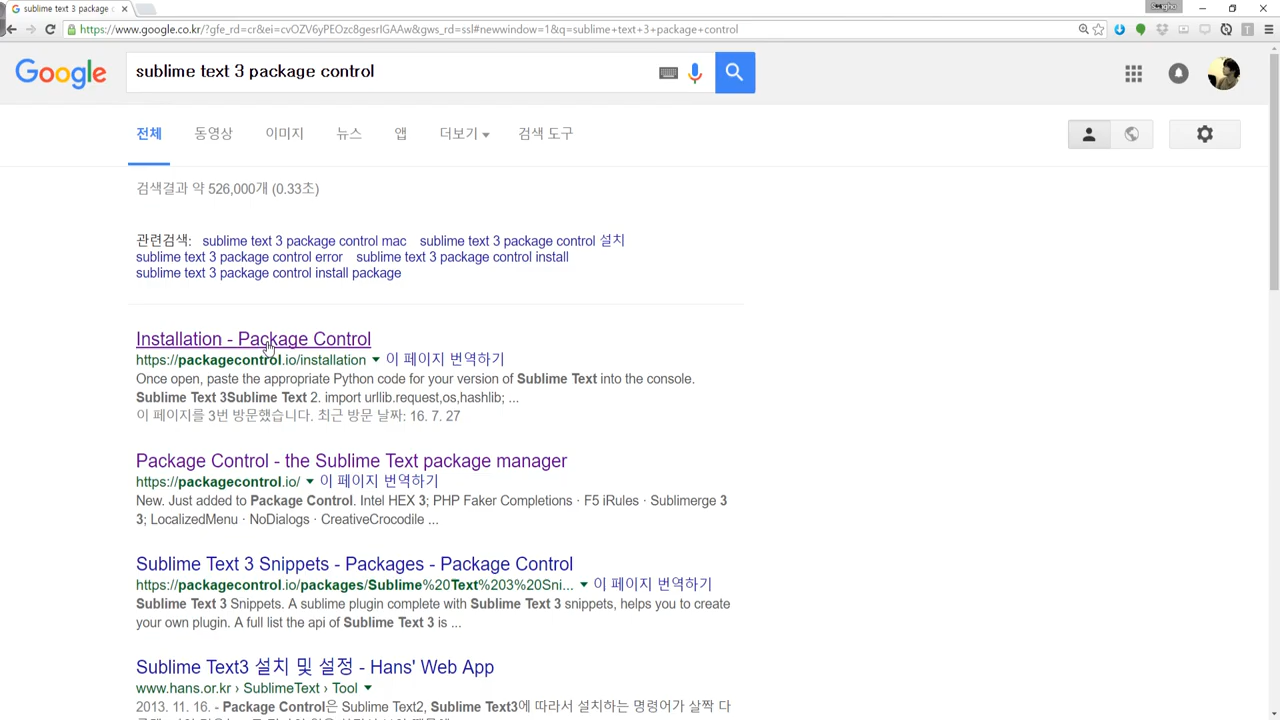 sublime text 3 package c
https://www.google.co.kr/?gfe_rd=cr&ei=cvOZV6yPEOzc8gesrIGAAw&gws_rd=ssl#newwindow=1&q=sublime+text+3+package+control
Google
sublime text 3 package control
전체 동영상 이미지 뉴스 앱 더보기 검색 도구
검색결과 약 526,000개 (0.33초)
관련검색: sublime text 3 package control mac sublime text 3 package control 설치
sublime text 3 package control error sublime text 3 package control install
sublime text 3 package control install package
Installation - Package Control
https://packagecontrol.io/installation 이 페이지 번역하기
Once open, paste the appropriate Python code for your version of Sublime Text into the console.
Sublime Text 3Sublime Text 2. import urllib.request,os,hashlib; ...
이 페이지를 3번 방문했습니다. 최근 방문 날짜: 16. 7. 27
Package Control - the Sublime Text package manager
https://packagecontrol.io/ 이 페이지 번역하기
New. Just added to Package Control. Intel HEX 3; PHP Faker Completions · F5 iRules · Sublimerge 3
3; LocalizedMenu · NoDialogs · CreativeCrocodile ...
Sublime Text 3 Snippets - Packages - Package Control
https://packagecontrol.io/packages/Sublime%20Text%203%20Sni... 이 페이지 번역하기
Sublime Text 3 Snippets. A sublime plugin complete with Sublime Text 3 snippets, helps you to create
your own plugin. A full list the api of Sublime Text 3 is ...
Sublime Text3 설치 및 설정 - Hans' Web App
www.hans.or.kr › SublimeText › Tool
2013. 11. 16. - Package Control은 Sublime Text2, Sublime Text3에 따라서 설치하는 명령어가 살짝 다